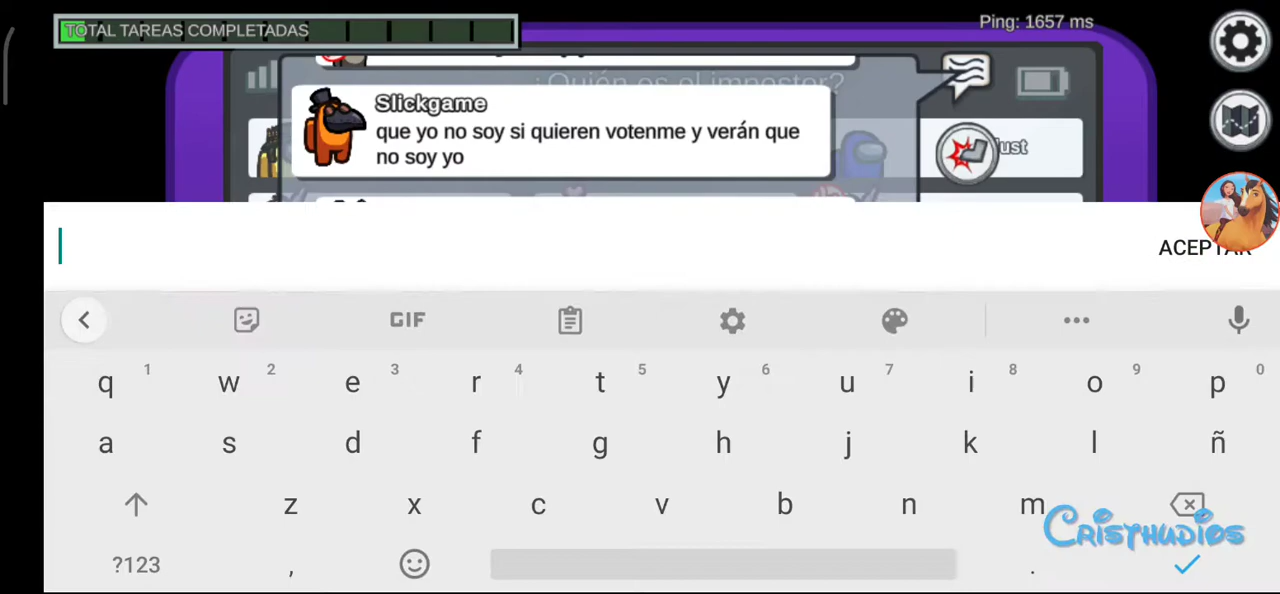 TOTAL TAREAS COMPLETADAS
Ping: 1657 ms
¿Quién es el impostor?
Slickgame
que yo no soy si quieren votenme y verán que
no soy yo
ust
ACEPTAR
GIF
q 1 w 2 e 3 r 4 t 5 y 6 u 7 i 8 o 9 p 0
a s d f g h j k l ñ
z x c v b n m
CRISTHUDIOS
?123 , .